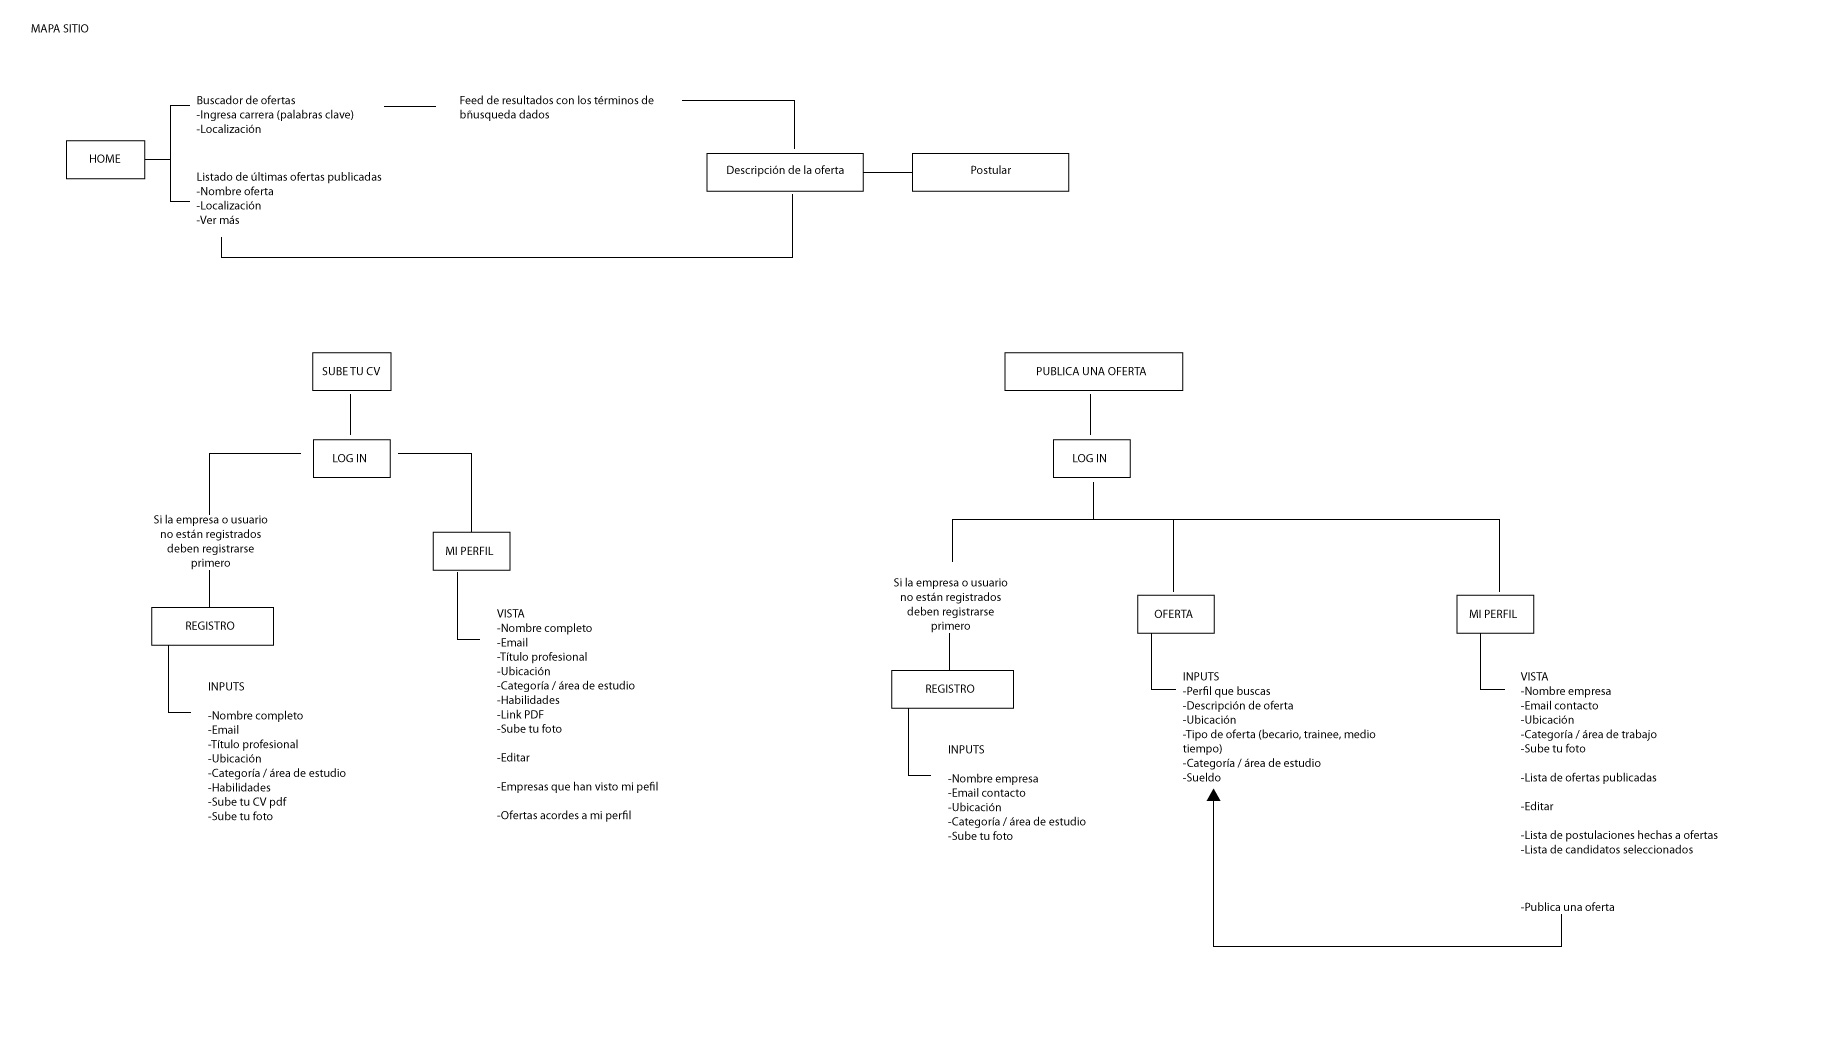 MAPA SITIO
HOME
Buscador de ofertas
-Ingresa carrera (palabras clave)
-Localización
Feed de resultados con los términos de
bñusqueda dados
Listado de últimas ofertas publicadas
-Nombre oferta
-Localización
-Ver más
Descripción de la oferta
Postular
SUBE TU CV
LOG IN
Si la empresa o usuario
no están registrados
deben registrarse
primero
REGISTRO
INPUTS
-Nombre completo
-Email
-Título profesional
-Ubicación
-Categoría / área de estudio
-Habilidades
-Sube tu CV pdf
-Sube tu foto
MI PERFIL
VISTA
-Nombre completo
-Email
-Título profesional
-Ubicación
-Categoría / área de estudio
-Habilidades
-Link PDF
-Sube tu foto
-Editar
-Empresas que han visto mi pefil
-Ofertas acordes a mi perfil
PUBLICA UNA OFERTA
LOG IN
Si la empresa o usuario
no están registrados
deben registrarse
primero
REGISTRO
INPUTS
-Nombre empresa
-Email contacto
-Ubicación
-Categoría / área de estudio
-Sube tu foto
OFERTA
INPUTS
-Perfil que buscas
-Descripción de oferta
-Ubicación
-Tipo de oferta (becario, trainee, medio
tiempo)
-Categoría / área de estudio
-Sueldo
MI PERFIL
VISTA
-Nombre empresa
-Email contacto
-Ubicación
-Categoría / área de trabajo
-Sube tu foto
-Lista de ofertas publicadas
-Editar
-Lista de postulaciones hechas a ofertas
-Lista de candidatos seleccionados
-Publica una oferta